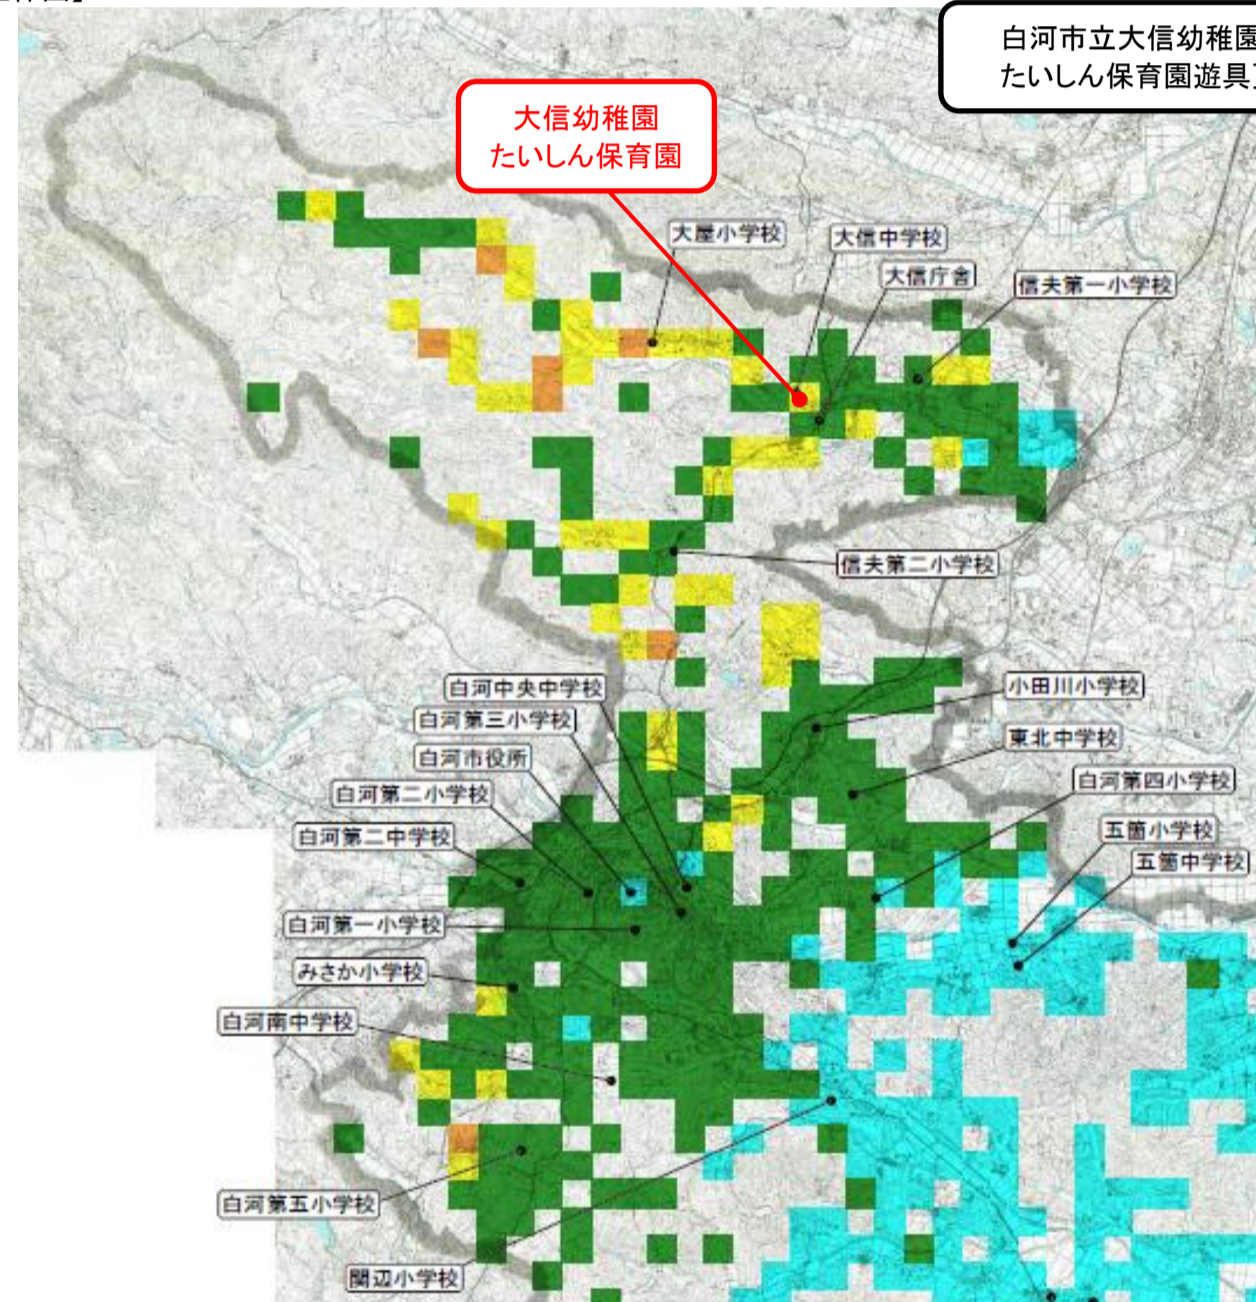 白河市立大信幼稚園
たいしん保育園遊具
大信幼稚園
たいしん保育園
大屋小学校
大信中学校
大信庁舎
信夫第一小学校
信夫第二小学校
白河中央中学校
小田川小学校
白河第三小学校
東北中学校
白河市役所
白河第四小学校
白河第二小学校
五箇小学校
白河第二中学校
五箇中学校
白河第一小学校
みさか小学校
白河南中学校
白河第五小学校
関辺小学校